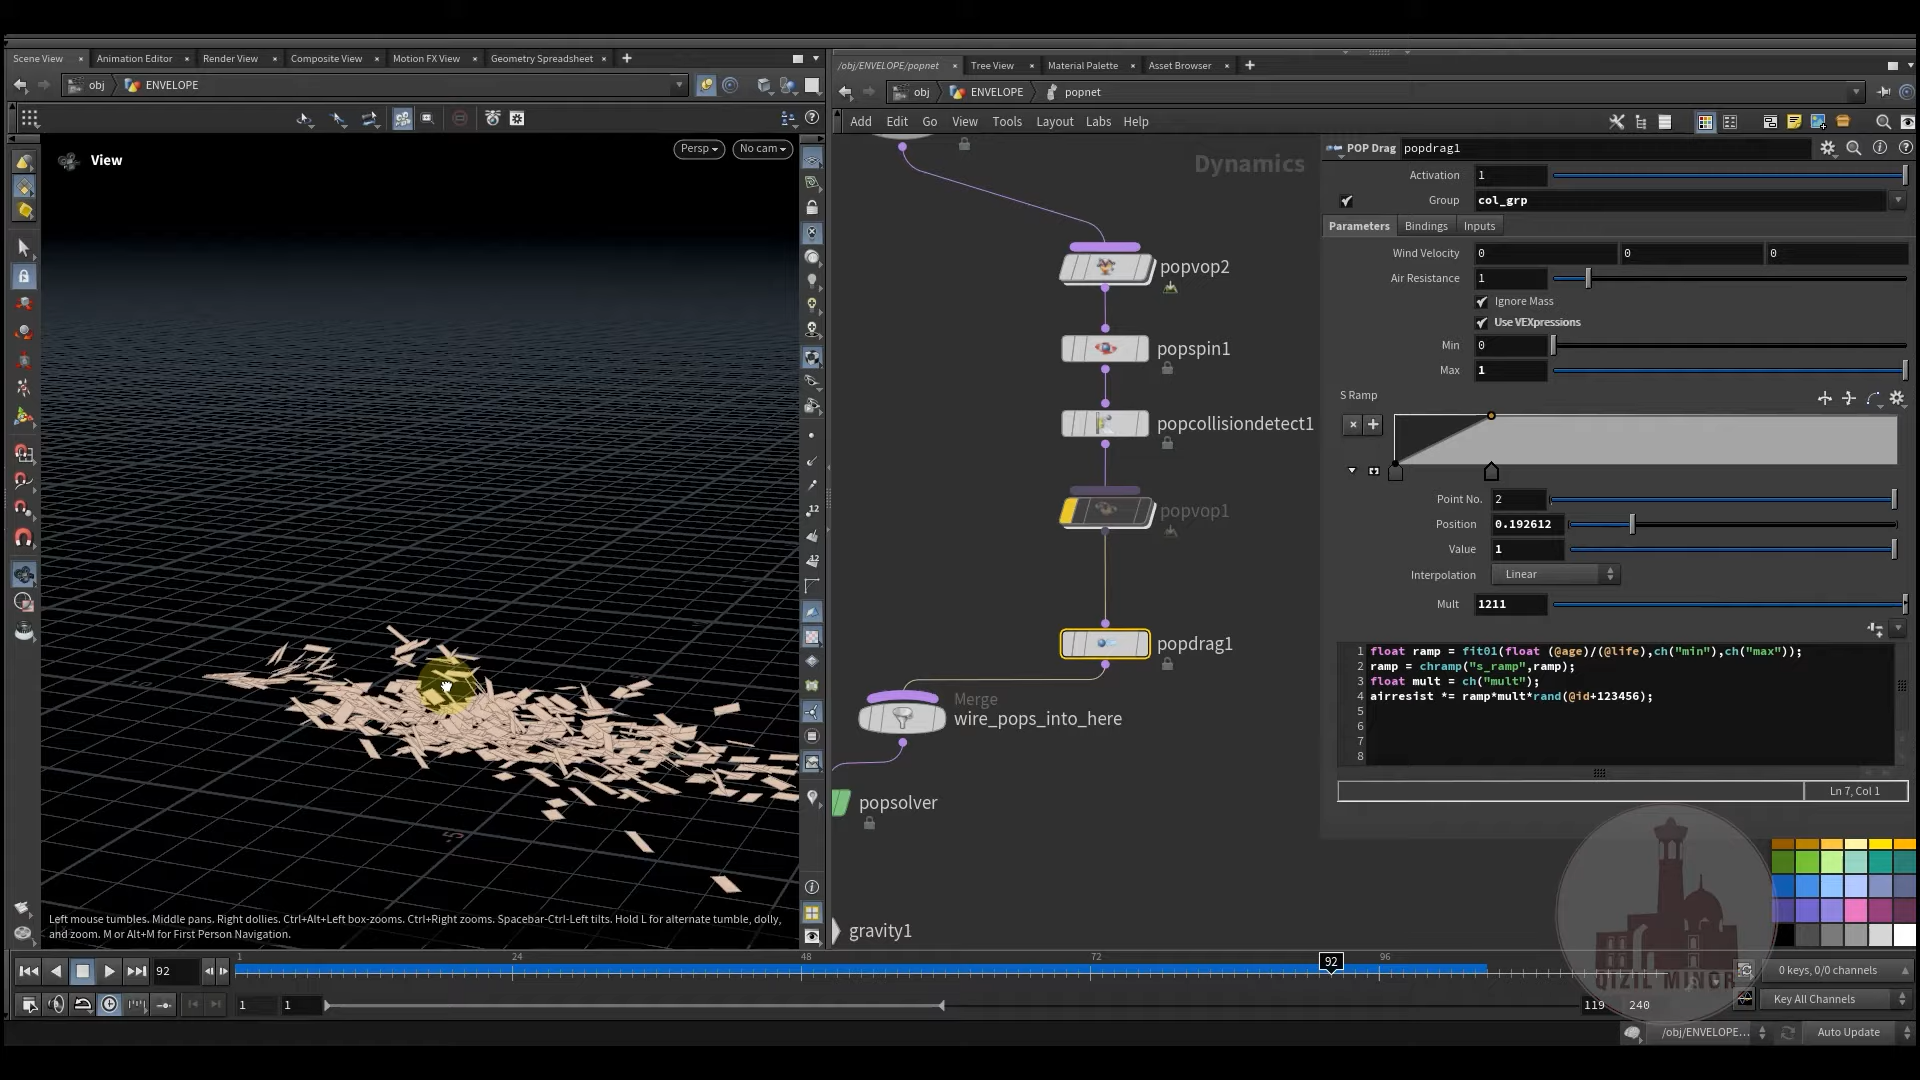 Scene View
Animation Editor
Render View
Composite View
Motion FX View
Geometry Spreadsheet
obj
ENVELOPE
View
Persp
No cam
Left mouse tumbles. Middle pans. Right dollies. Ctrl+Alt+Left box-zooms. Ctrl+Right zooms. Spacebar-Ctrl-Left tilts. Hold L for alternate tumble, dolly,
and zoom. M or Alt+M for First Person Navigation.
/obj/ENVELOPE/popnet
Tree View
Material Palette
Asset Browser
obj
ENVELOPE
popnet
Add
Edit
Go
View
Tools
Layout
Labs
Help
Dynamics
popvop2
popspin1
popcollisiondetect1
popvop1
popdrag1
Merge
wire_pops_into_here
popsolver
gravity1
POP Drag
popdrag1
Activation
1
Group
col_grp
Parameters
Bindings
Inputs
Wind Velocity
0
0
0
Air Resistance
1
Ignore Mass
Use VEXpressions
Min
0
Max
1
S Ramp
Point No.
2
Position
0.192612
Value
1
Interpolation
Linear
Mult
1211
1 float ramp = fit01(float (@age)/(@life),ch("min"),ch("max"));
2 ramp = chramp("s_ramp",ramp);
3 float mult = ch("mult");
4 airresist *= ramp*mult*rand(@id+123456);
5
6
7
8
Ln 7, Col 1
QIZIL MINOR
92
1
24
48
72
92
96
1
1
119
240
0 keys, 0/0 channels
Key All Channels
/obj/ENVELOPE...
Auto Update